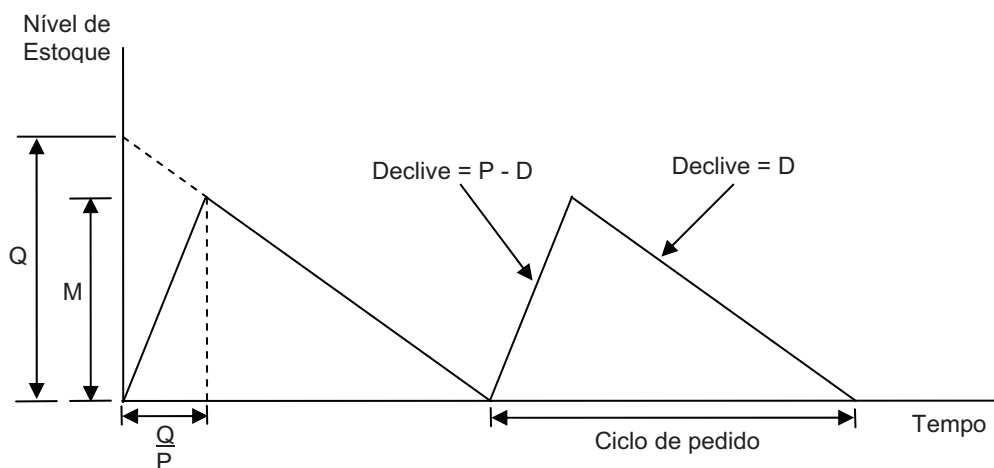 Nível de
Estoque
Declive = P - D
Declive = D
Q
M
Q
P
Ciclo de pedido
Tempo